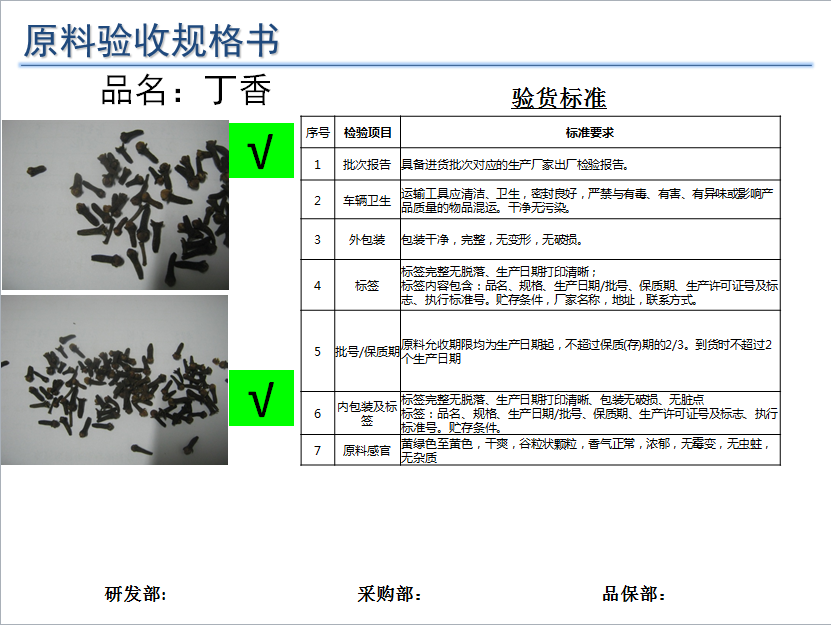 原料验收规格书
品名：丁香
验货标准
√
√
序号 检验项目 标准要求
1 批次报告 具备进货批次对应的生产厂家出厂检验报告。
2 车辆卫生 运输工具应清洁、卫生，密封良好，严禁与有毒、有害、有异味或影响产
品质量的物品混运。干净无污染。
3 外包装 包装干净，完整，无变形，无破损。
4 标签 标签完整无脱落、生产日期打印清晰；
标签内容包含：品名、规格、生产日期/批号、保质期、生产许可证号及标
志、执行标准号。贮存条件，厂家名称，地址，联系方式。
5 批号/保质期 原料允收期限均为生产日期起，不超过保质(存)期的2/3。到货时不超过2
个生产日期
6 内包装及标
签
标签完整无脱落、生产日期打印清晰、包装无破损、无脏点
标签：品名、规格、生产日期/批号、保质期、生产许可证号及标志、执行
标准号。贮存条件。
7 原料感官 黄绿色至黄色，干爽，谷粒状颗粒，香气正常，浓郁，无霉变，无虫蛀，
无杂质
研发部:
采购部：
品保部：